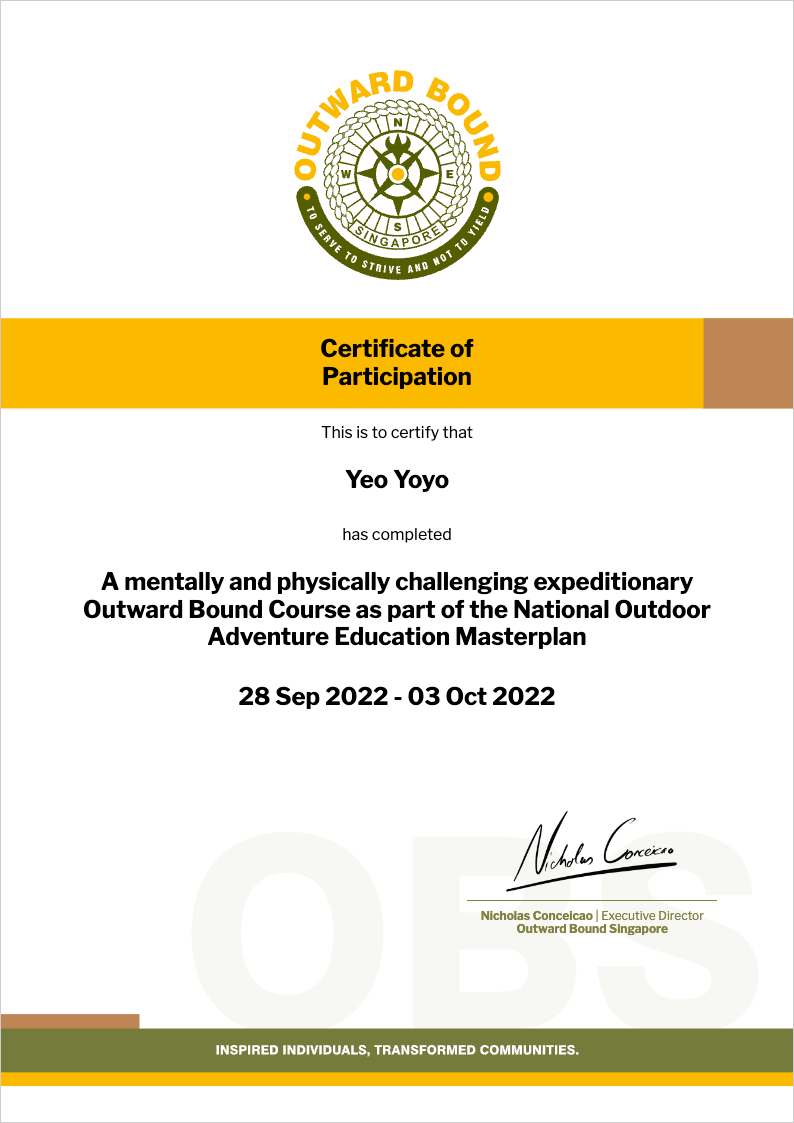 OUTWARD BOUND
N
W
E
S
SINGAPORE
TO SERVE TO STRIVE AND NOT TO YIELD
Certificate of
Participation
This is to certify that
Yeo Yoyo
has completed
A mentally and physically challenging expeditionary
Outward Bound Course as part of the National Outdoor
Adventure Education Masterplan
28 Sep 2022 - 03 Oct 2022
OBS
Nicholas Conceicao
Nicholas Conceicao | Executive Director
Outward Bound Singapore
INSPIRED INDIVIDUALS, TRANSFORMED COMMUNITIES.